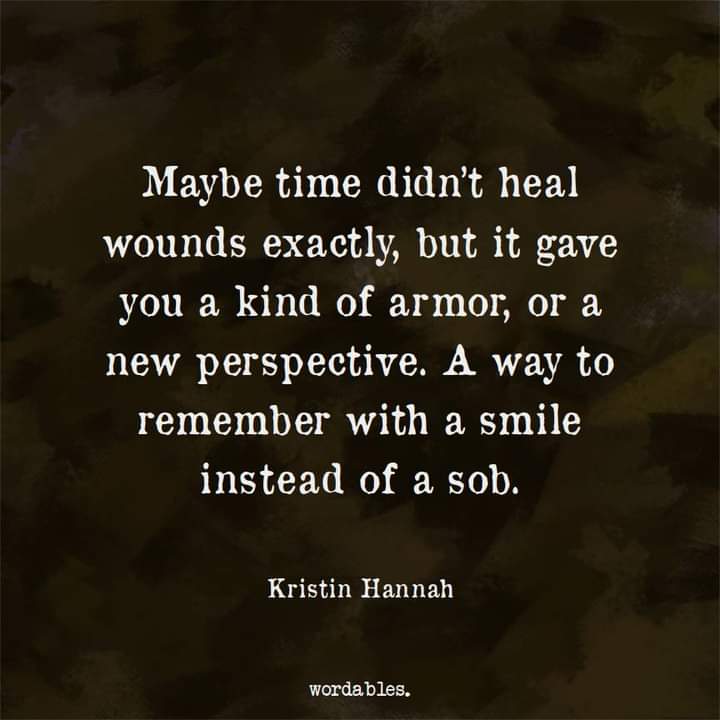 Maybe time didn't heal
wounds exactly, but it gave
you a kind of armor, or a
new perspective. A way to
remember with a smile
instead of a sob.
Kristin Hannah
wordables.